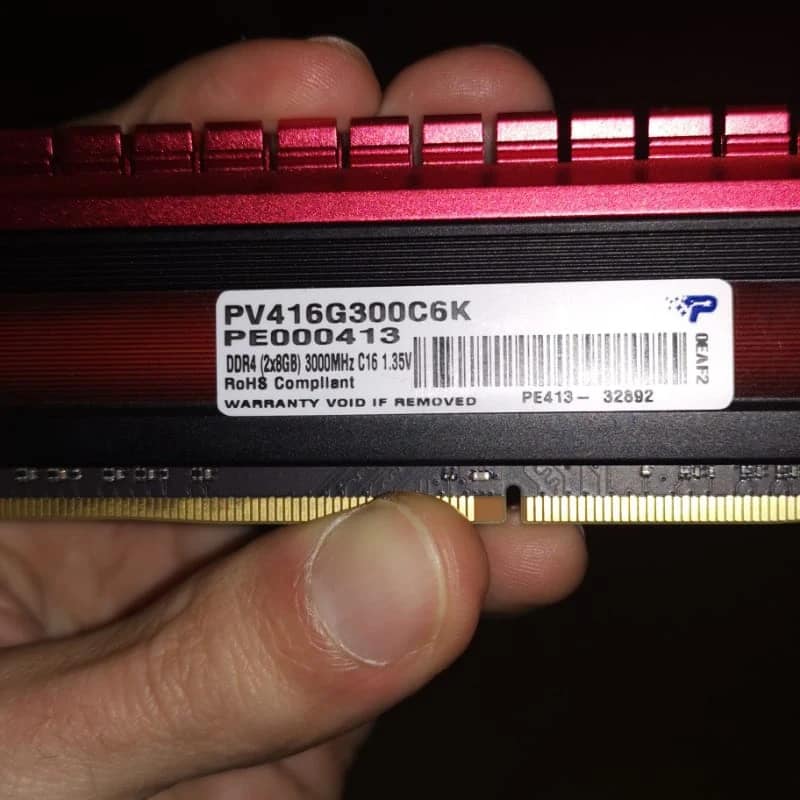 PV416G300C6K
PE000413
DDR4 (2x8GB) 3000MHz C16 1.35V
RoHS Compliant
WARRANTY VOID IF REMOVED
PE413- 32892
0EAF2